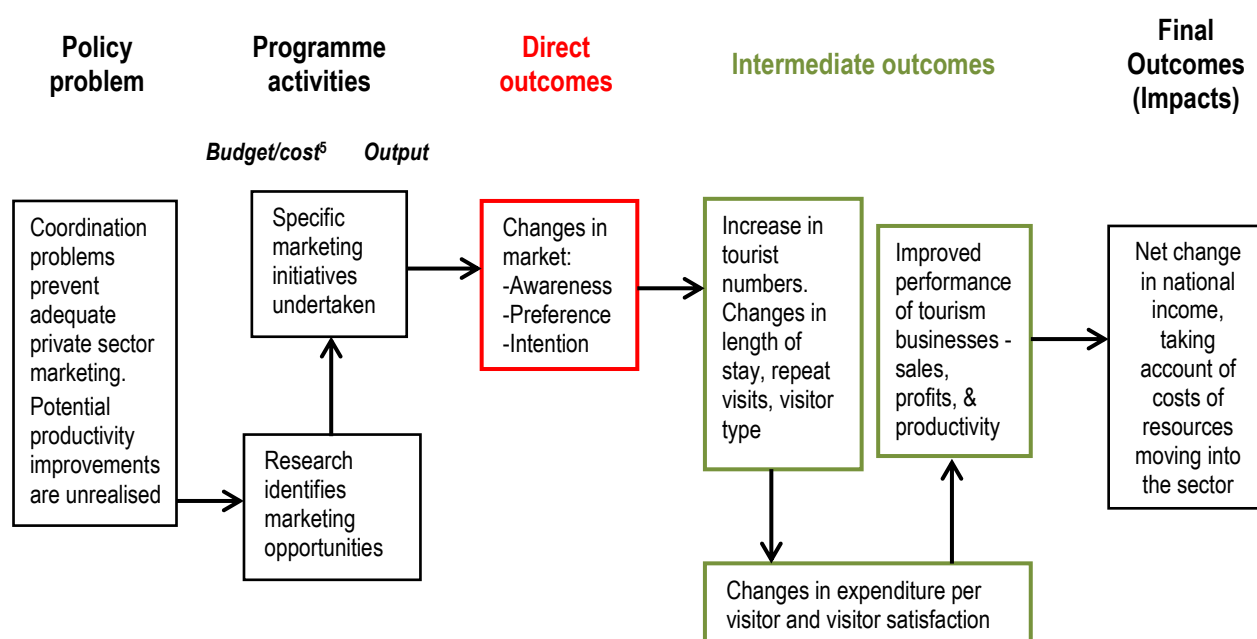 Policy
problem
Programme
activities
Direct
outcomes
Intermediate outcomes
Final
Outcomes
(Impacts)
Budget/cost⁵
Output
Coordination
problems
prevent
adequate
private sector
marketing.
Potential
productivity
improvements
are unrealised
Specific
marketing
initiatives
undertaken
Research
identifies
marketing
opportunities
Changes in
market:
-Awareness
-Preference
-Intention
Increase in
tourist
numbers.
Changes in
length of
stay, repeat
visits, visitor
type
Changes in expenditure per
visitor and visitor satisfaction
Improved
performance
of tourism
businesses -
sales,
profits, &
productivity
Net change
in national
income,
taking
account of
costs of
resources
moving into
the sector